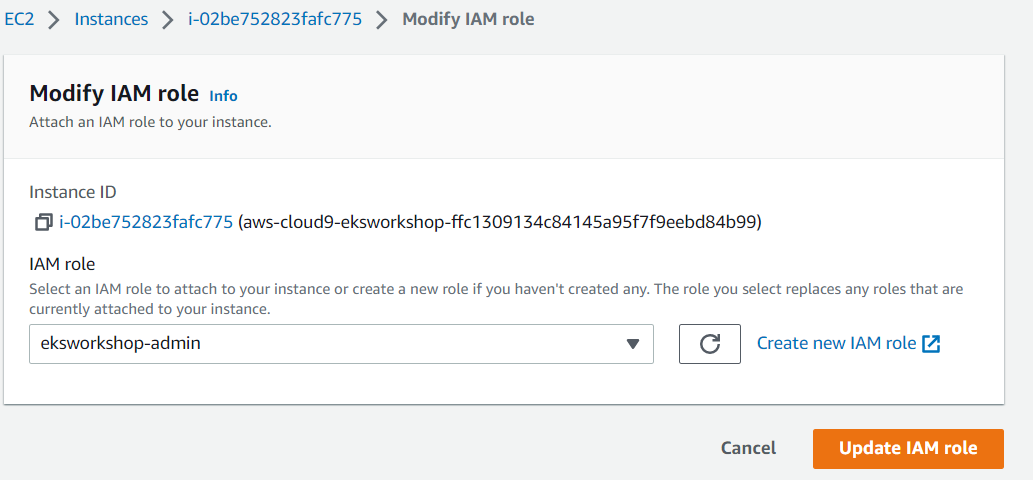 EC2 > Instances > i-02be752823fafc775 > Modify IAM role
Modify IAM role Info
Attach an IAM role to your instance.
Instance ID
i-02be752823fafc775 (aws-cloud9-eksworkshop-ffc1309134c84145a95f7f9eebd84b99)
IAM role
Select an IAM role to attach to your instance or create a new role if you haven't created any. The role you select replaces any roles that are
currently attached to your instance.
eksworkshop-admin Create new IAM role
Cancel Update IAM role